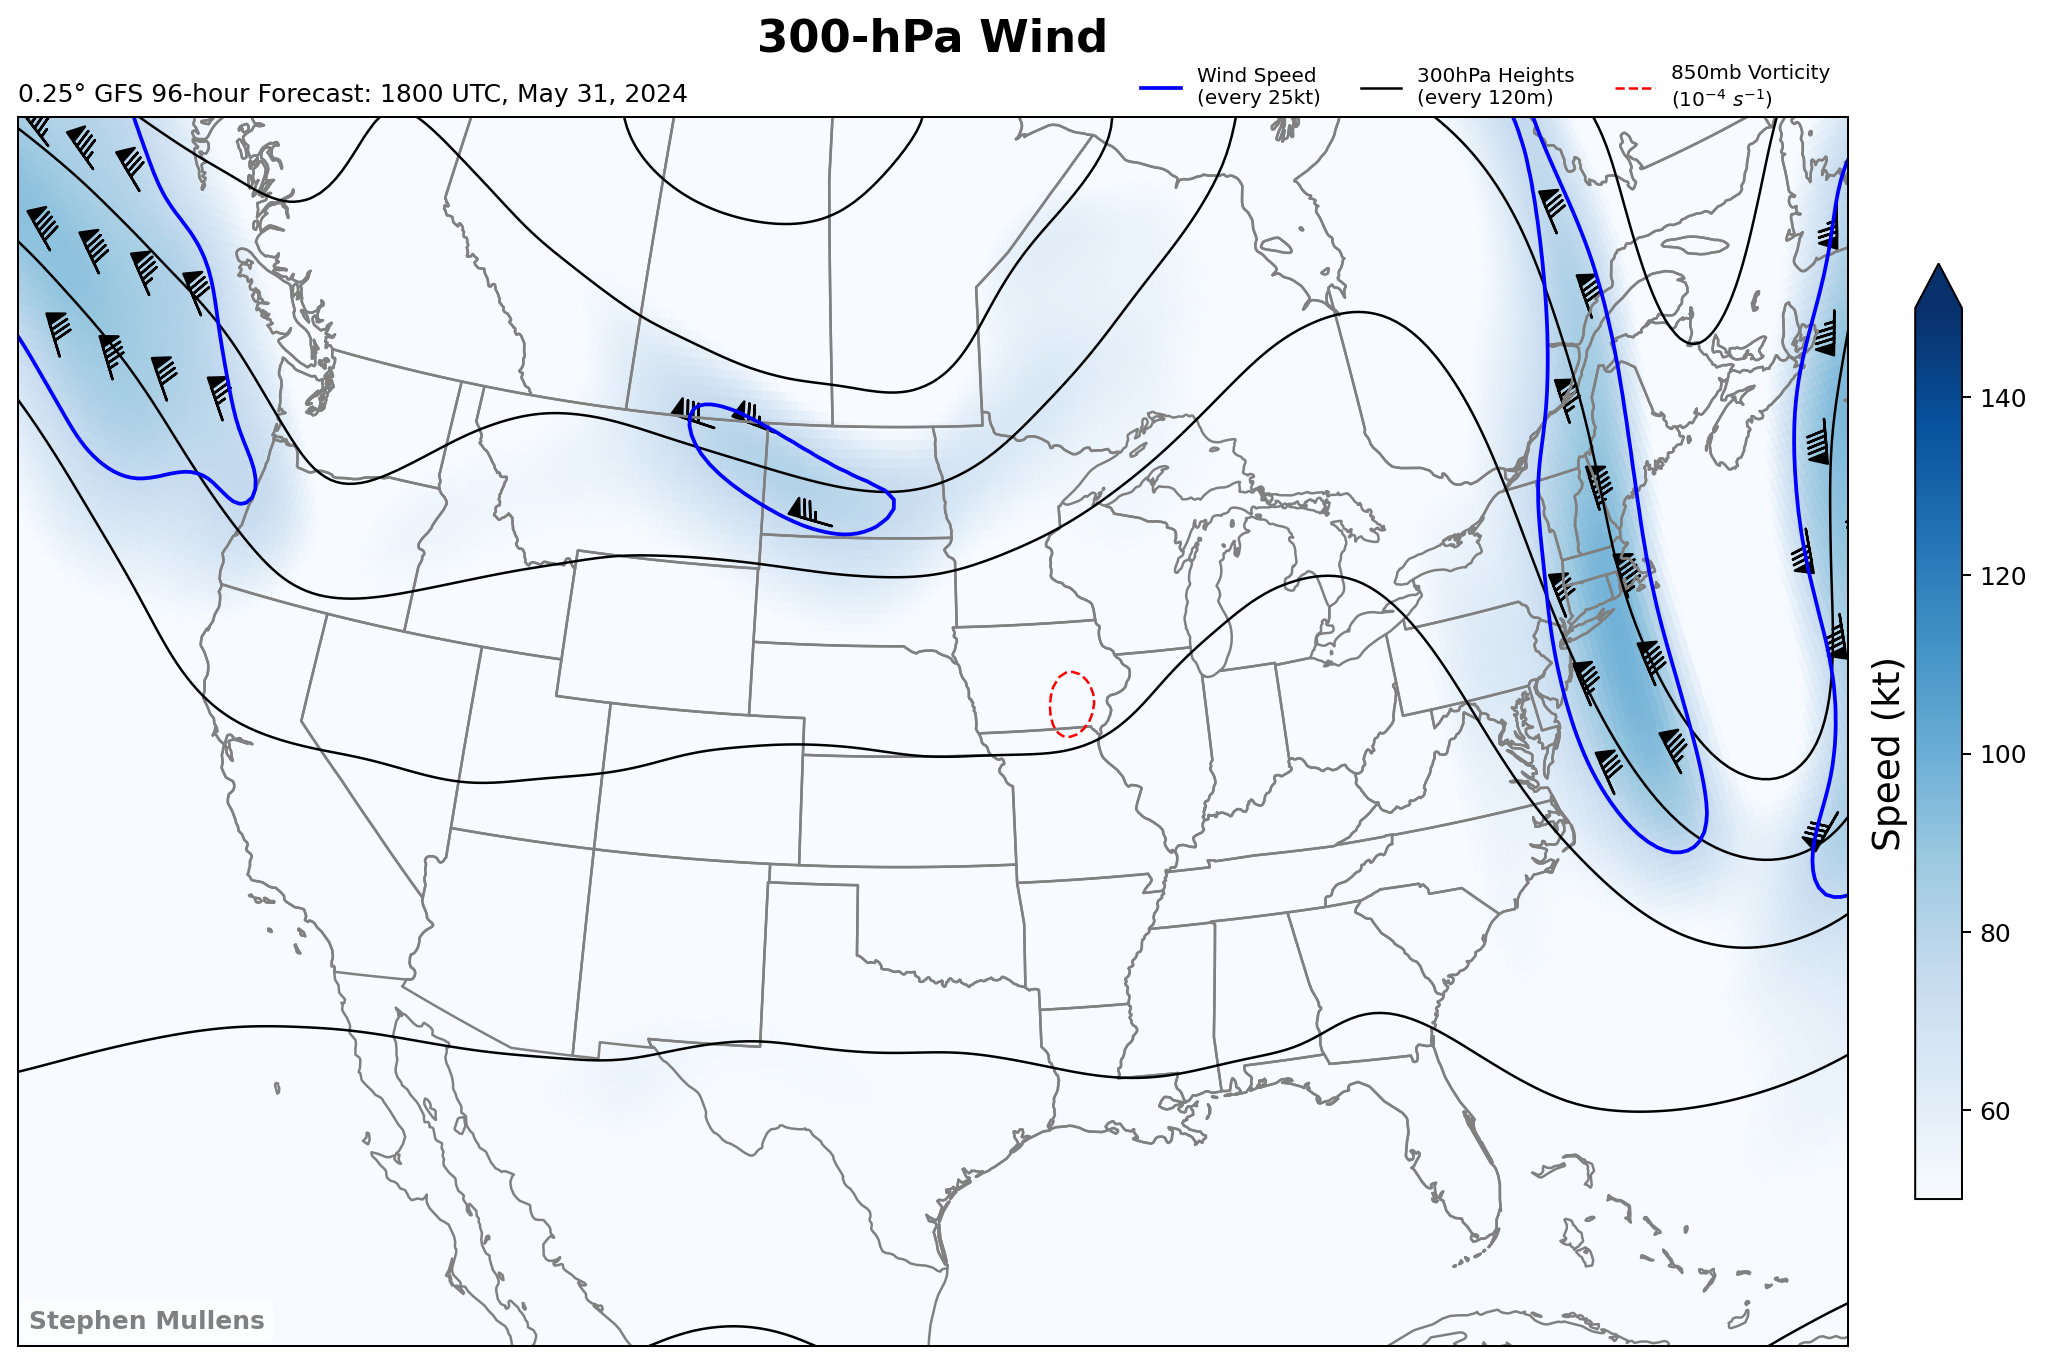 300-hPa Wind
0.25° GFS 96-hour Forecast: 1800 UTC, May 31, 2024
Wind Speed
(every 25kt)
300hPa Heights
(every 120m)
850mb Vorticity
(10⁻⁴ s⁻¹)
140
120
100
80
60
Speed (kt)
Stephen Mullens